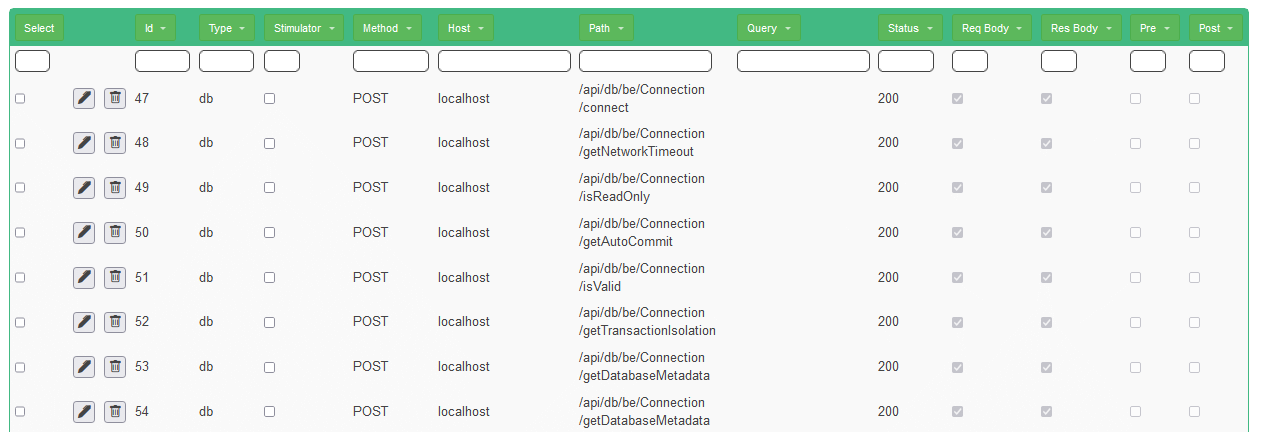 Select Id Type Stimulator Method Host Path Query Status Req Body Res Body Pre Post
47 db POST localhost /api/db/be/Connection 200
/connect
48 db POST localhost /api/db/be/Connection 200
/getNetworkTimeout
49 db POST localhost /api/db/be/Connection 200
/isReadOnly
50 db POST localhost /api/db/be/Connection 200
/getAutoCommit
51 db POST localhost /api/db/be/Connection 200
/isValid
52 db POST localhost /api/db/be/Connection 200
/getTransactionIsolation
53 db POST localhost /api/db/be/Connection 200
/getDatabaseMetadata
54 db POST localhost /api/db/be/Connection 200
/getDatabaseMetadata